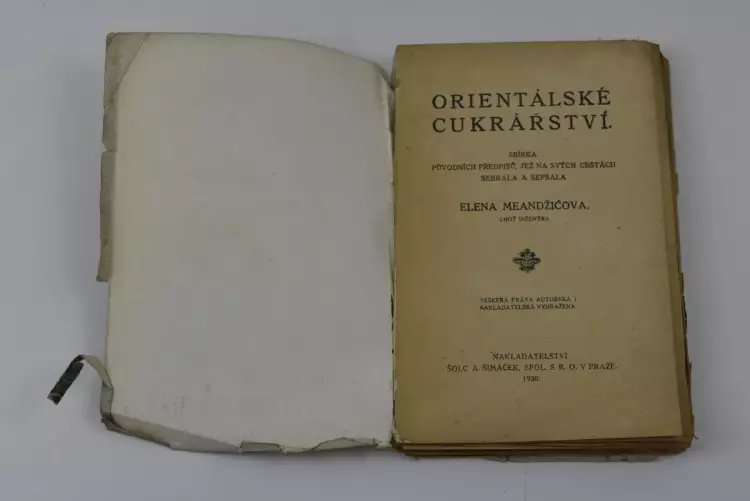 ORIENTÁLSKÉ
CUKRÁŘSTVÍ.
SBÍRKA
PŮVODNÍCH PŘEDPISŮ, JEŽ NA SVÝCH CESTÁCH
SEBRALA A SEPSALA
ELENA MEANDŽIČOVA,
CHOŤ INŽENÝRA.
VEŠKERÁ PRÁVA AUTORSKÁ I
NAKLADATELSKÁ VYHRAŽENA.
NAKLADATELSTVÍ
ŠOLC A ŠIMÁČEK, SPOL. S R. O. V PRAZE.
1930.